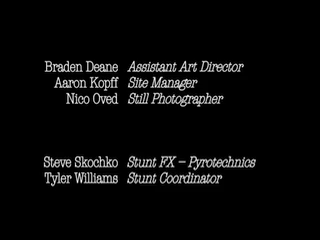 Braden Deane Assistant Art Director
Aaron Kopff Site Manager
Nico Oved Still Photographer
Steve Skochko Stunt FX – Pyrotechnics
Tyler Williams Stunt Coordinator